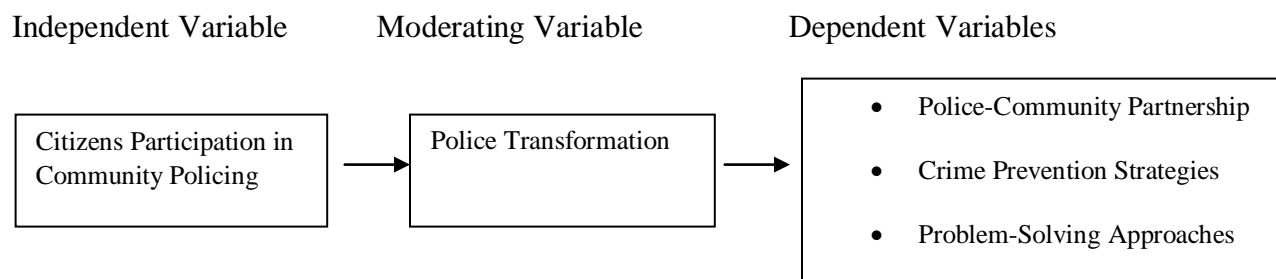 Independent Variable
Moderating Variable
Dependent Variables
Citizens Participation in
Community Policing
Police Transformation
• Police-Community Partnership
• Crime Prevention Strategies
• Problem-Solving Approaches